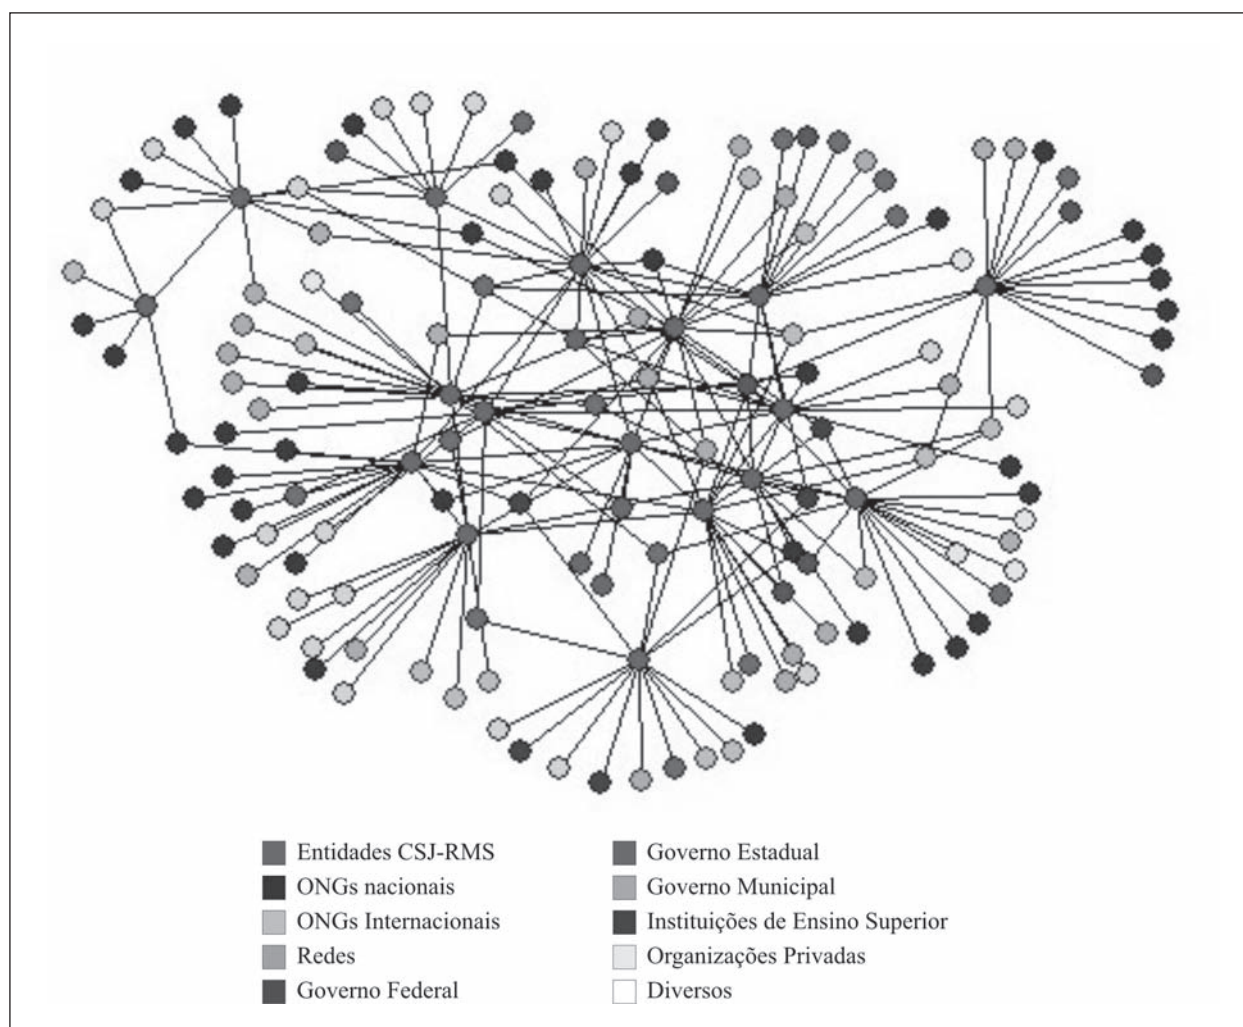 Entidades CSJ-RMS
ONGs nacionais
ONGs Internacionais
Redes
Governo Federal
Governo Estadual
Governo Municipal
Instituições de Ensino Superior
Organizações Privadas
Diversos